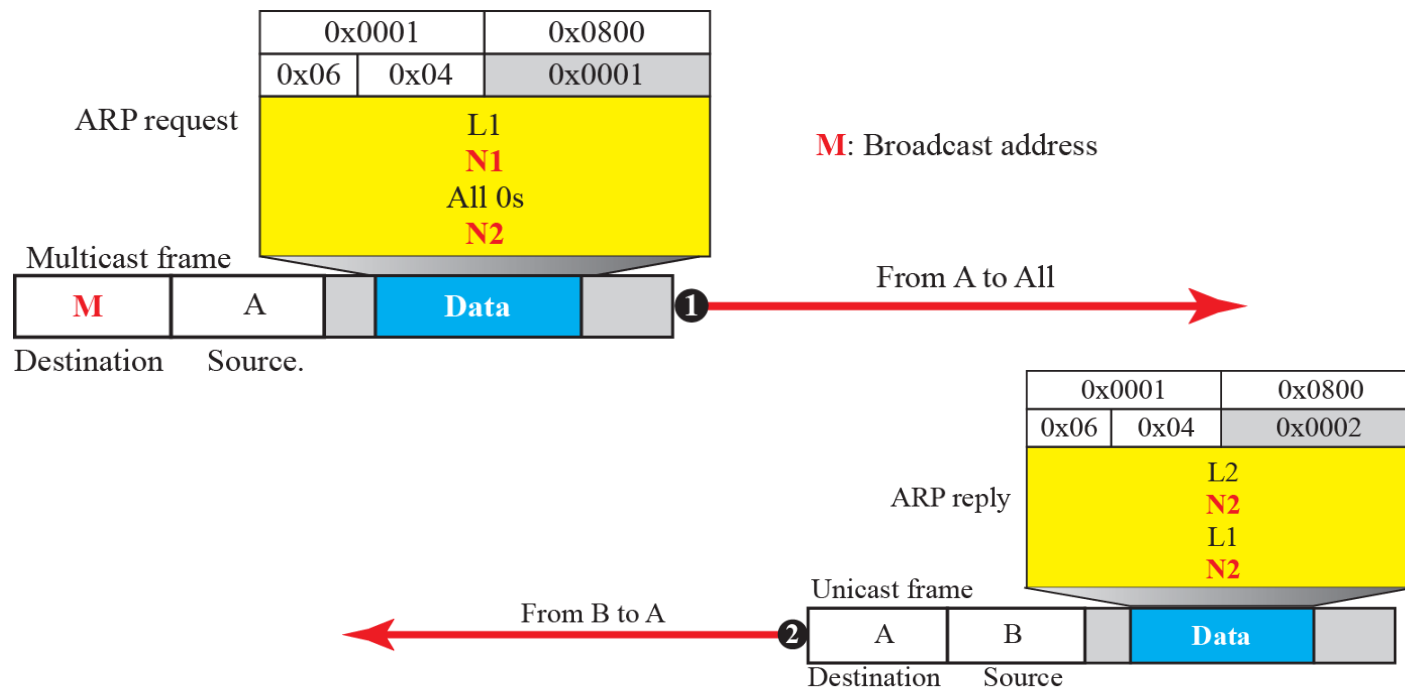 0x0001 0x0800
0x06 0x04 0x0001
ARP request
L1
N1
All 0s
N2
M: Broadcast address
Multicast frame
M A Data
Destination Source.
1 From A to All
0x0001 0x0800
0x06 0x04 0x0002
ARP reply
L2
N2
L1
N2
Unicast frame
From B to A 2
A B Data
Destination Source